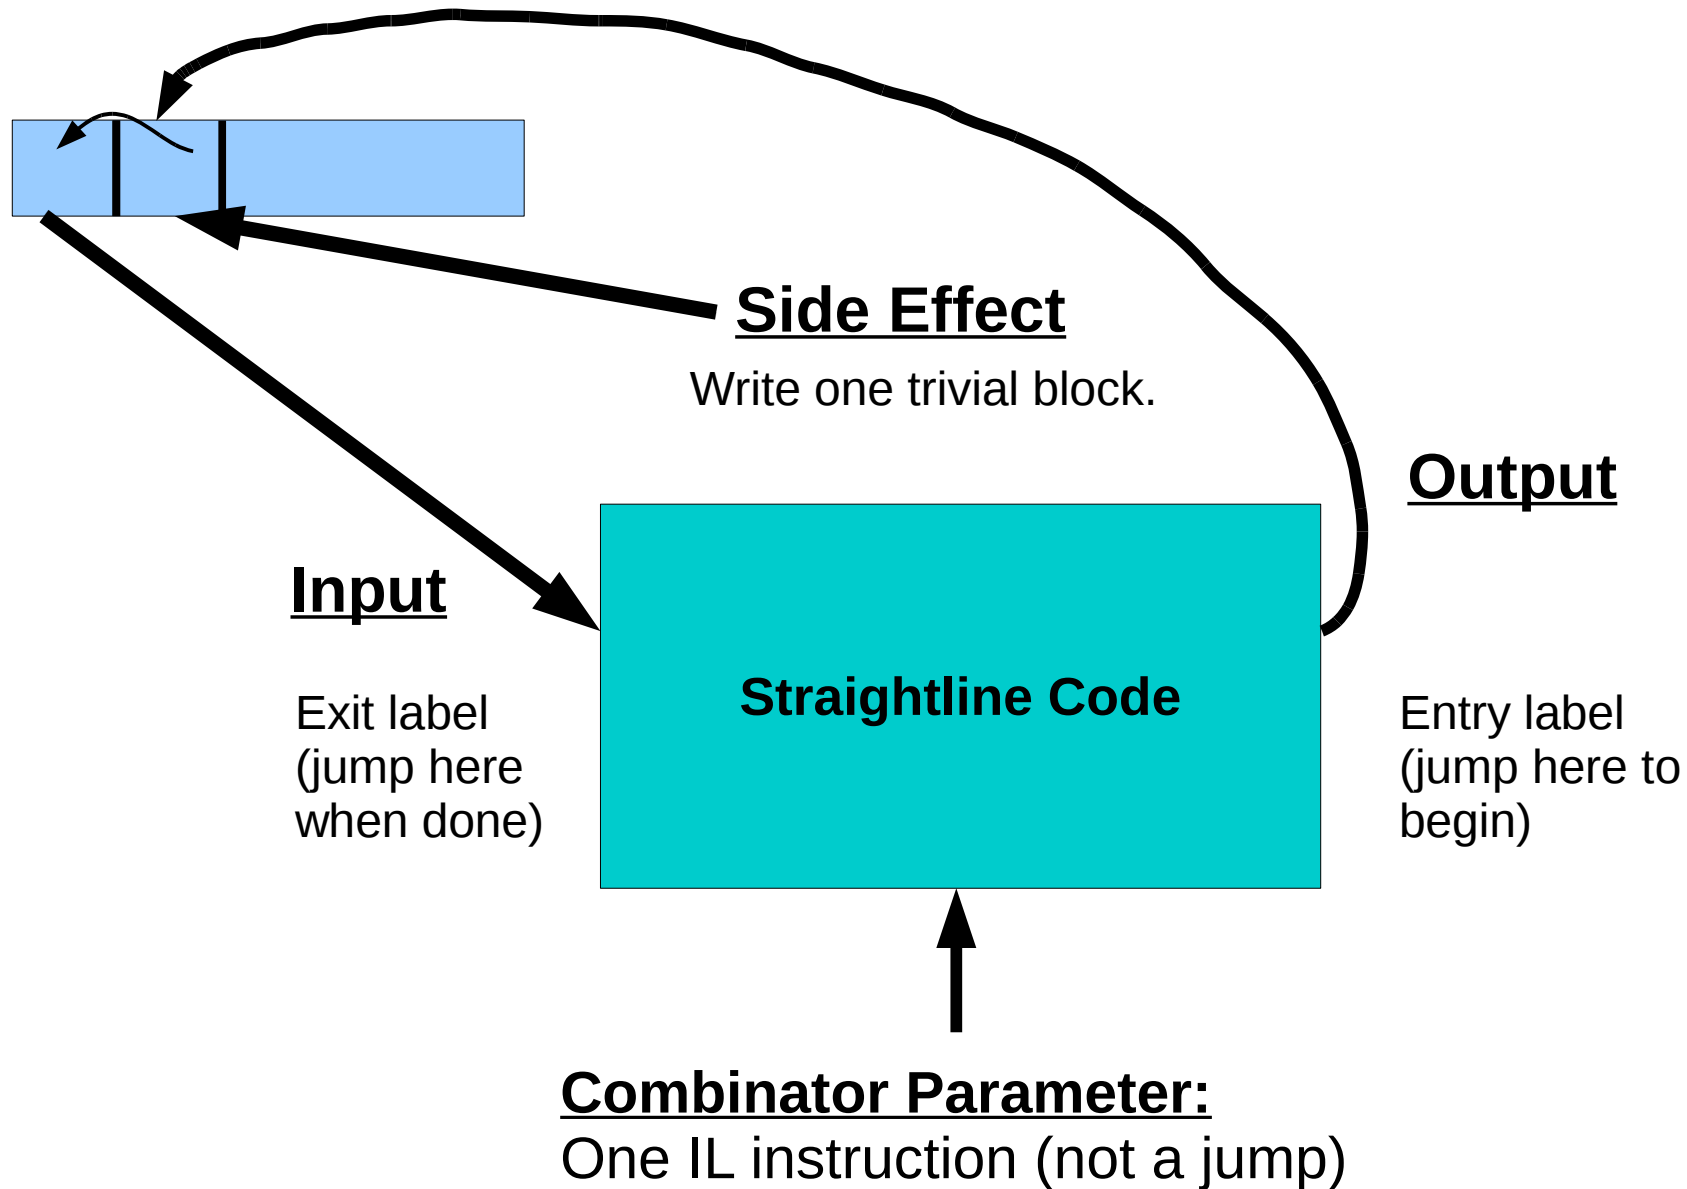 Side Effect
Write one trivial block.
Output
Input
Straightline Code
Exit label
(jump here
when done)
Entry label
(jump here to
begin)
Combinator Parameter:
One IL instruction (not a jump)